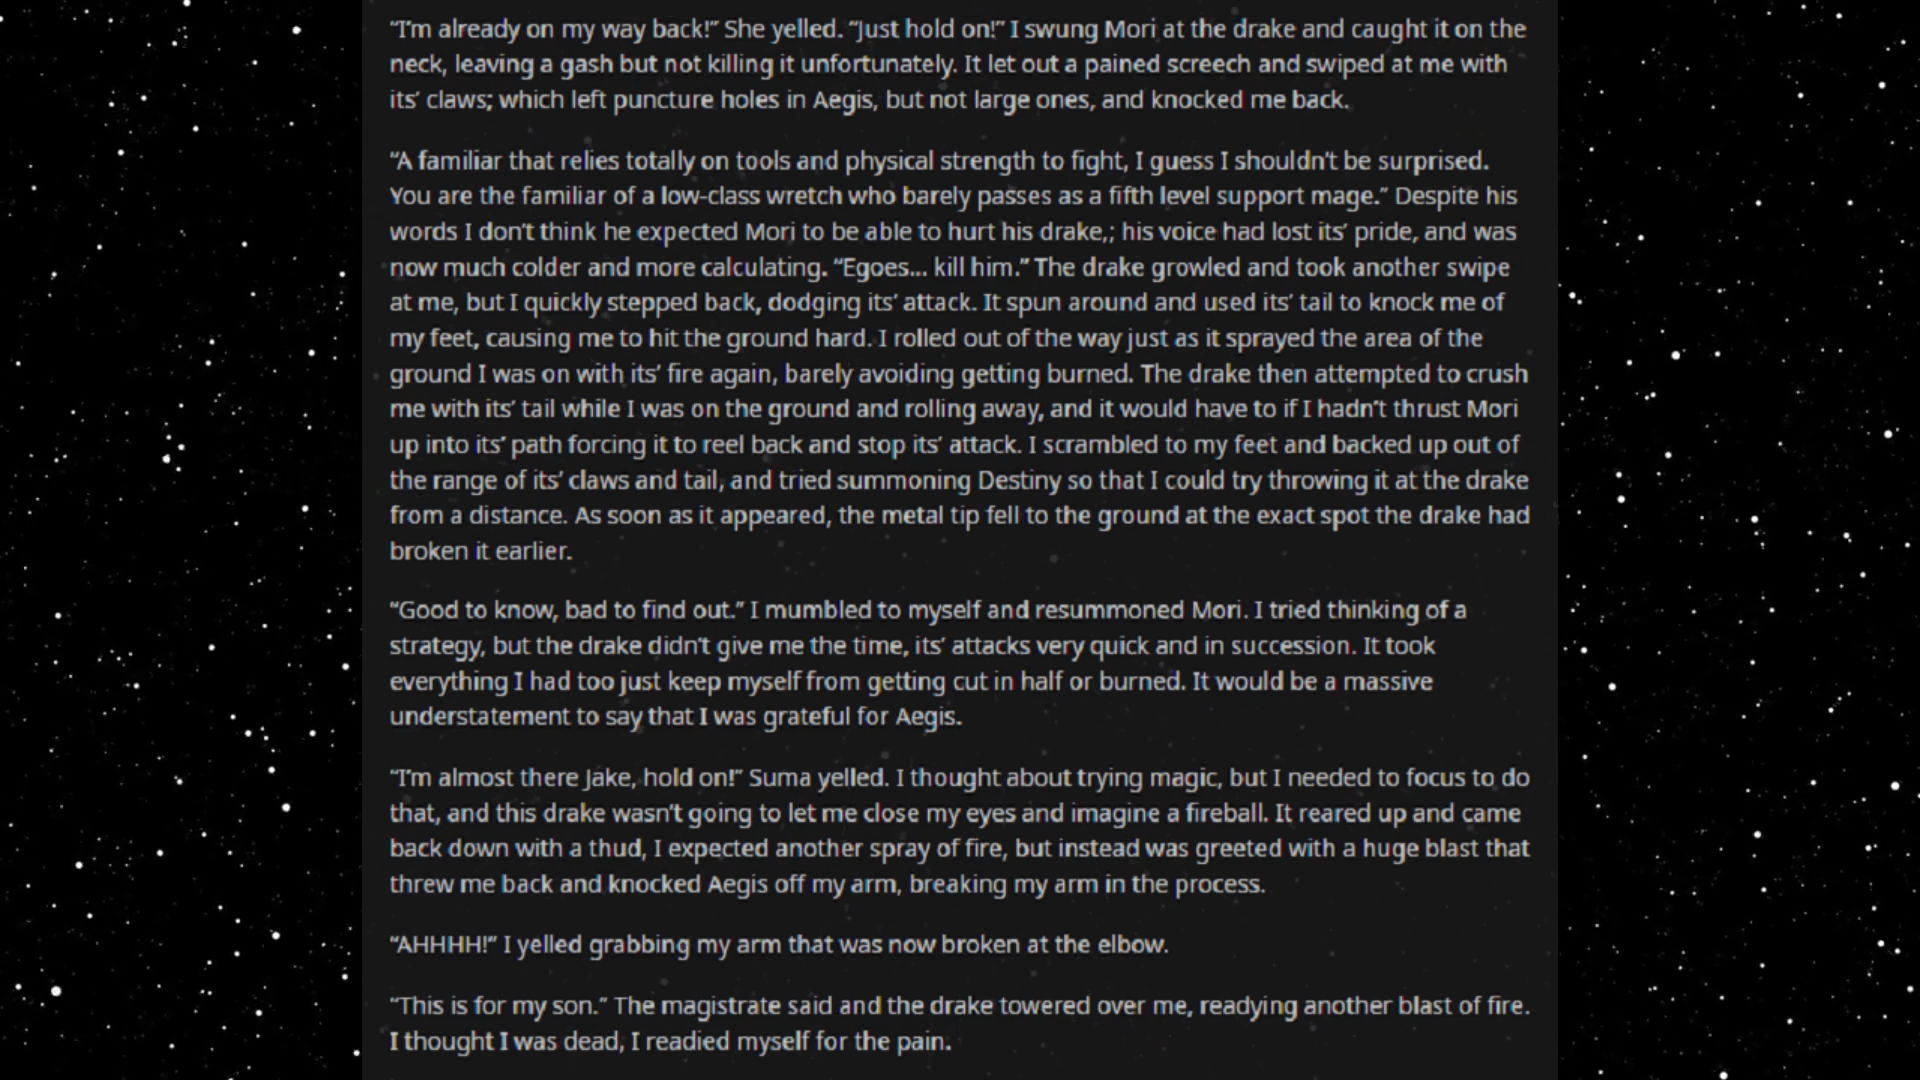 “I’m already on my way back!” She yelled. “Just hold on!” I swung Mori at the drake and caught it on the
neck, leaving a gash but not killing it unfortunately. It let out a pained screech and swiped at me with
its’ claws; which left puncture holes in Aegis, but not large ones, and knocked me back.
“A familiar that relies totally on tools and physical strength to fight, I guess I shouldn’t be surprised.
You are the familiar of a low-class wretch who barely passes as a fifth level support mage.” Despite his
words I don’t think he expected Mori to be able to hurt his drake,; his voice had lost its’ pride, and was
now much colder and more calculating. “Egoes... kill him.” The drake growled and took another swipe
at me, but I quickly stepped back, dodging its’ attack. It spun around and used its’ tail to knock me of
my feet, causing me to hit the ground hard. I rolled out of the way just as it sprayed the area of the
ground I was on with its’ fire again, barely avoiding getting burned. The drake then attempted to crush
me with its’ tail while I was on the ground and rolling away, and it would have to if I hadn’t thrust Mori
up into its’ path forcing it to reel back and stop its’ attack. I scrambled to my feet and backed up out of
the range of its’ claws and tail, and tried summoning Destiny so that I could try throwing it at the drake
from a distance. As soon as it appeared, the metal tip fell to the ground at the exact spot the drake had
broken it earlier.
“Good to know, bad to find out.” I mumbled to myself and resummoned Mori. I tried thinking of a
strategy, but the drake didn’t give me the time, its’ attacks very quick and in succession. It took
everything I had too just keep myself from getting cut in half or burned. It would be a massive
understatement to say that I was grateful for Aegis.
“I’m almost there Jake, hold on!” Suma yelled. I thought about trying magic, but I needed to focus to do
that, and this drake wasn’t going to let me close my eyes and imagine a fireball. It reared up and came
back down with a thud, I expected another spray of fire, but instead was greeted with a huge blast that
threw me back and knocked Aegis off my arm, breaking my arm in the process.
“AHHHH!” I yelled grabbing my arm that was now broken at the elbow.
“This is for my son.” The magistrate said and the drake towered over me, readying another blast of fire.
I thought I was dead, I readied myself for the pain.